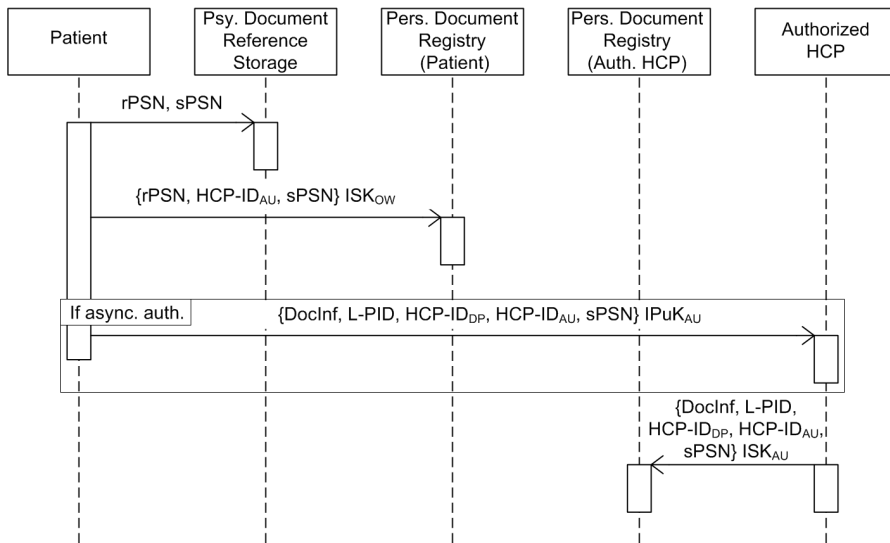 Patient
Psy. Document
Reference
Storage
Pers. Document
Registry
(Patient)
Pers. Document
Registry
(Auth. HCP)
Authorized
HCP
rPSN, sPSN
{rPSN, HCP-IDAU, sPSN} ISKOW
If async. auth.
{DocInf, L-PID, HCP-IDDP, HCP-IDAU, sPSN} IPuKAU
{DocInf, L-PID,
HCP-IDDP, HCP-IDAU,
sPSN} ISKAU